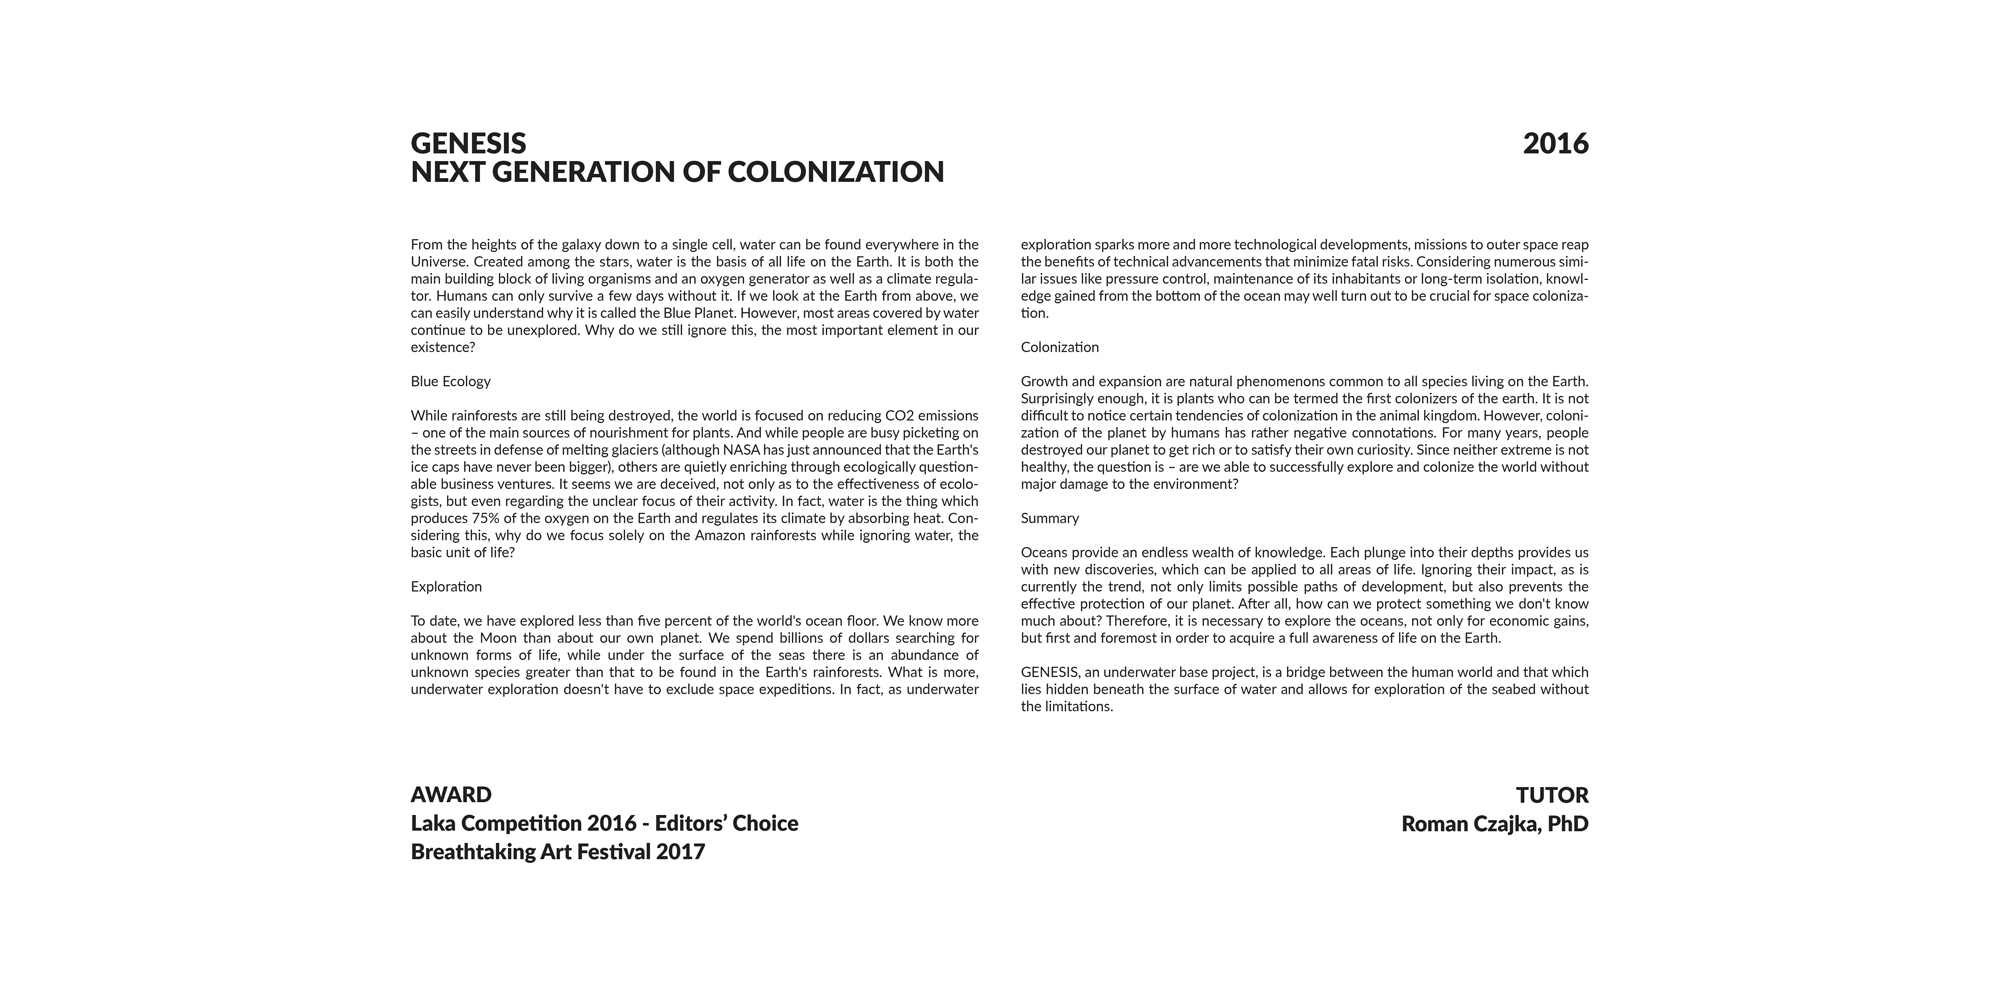 GENESIS
NEXT GENERATION OF COLONIZATION
2016
From the heights of the galaxy down to a single cell, water can be found everywhere in the
Universe. Created among the stars, water is the basis of all life on the Earth. It is both the
main building block of living organisms and an oxygen generator as well as a climate regula-
tor. Humans can only survive a few days without it. If we look at the Earth from above, we
can easily understand why it is called the Blue Planet. However, most areas covered by water
continue to be unexplored. Why do we still ignore this, the most important element in our
existence?
Blue Ecology
While rainforests are still being destroyed, the world is focused on reducing CO2 emissions
– one of the main sources of nourishment for plants. And while people are busy picketing on
the streets in defense of melting glaciers (although NASA has just announced that the Earth's
ice caps have never been bigger), others are quietly enriching through ecologically question-
able business ventures. It seems we are deceived, not only as to the effectiveness of ecolo-
gists, but even regarding the unclear focus of their activity. In fact, water is the thing which
produces 75% of the oxygen on the Earth and regulates its climate by absorbing heat. Con-
sidering this, why do we focus solely on the Amazon rainforests while ignoring water, the
basic unit of life?
Exploration
To date, we have explored less than five percent of the world's ocean floor. We know more
about the Moon than about our own planet. We spend billions of dollars searching for
unknown forms of life, while under the surface of the seas there is an abundance of
unknown species greater than that to be found in the Earth's rainforests. What is more,
underwater exploration doesn't have to exclude space expeditions. In fact, as underwater
exploration sparks more and more technological developments, missions to outer space reap
the benefits of technical advancements that minimize fatal risks. Considering numerous simi-
lar issues like pressure control, maintenance of its inhabitants or long-term isolation, knowl-
edge gained from the bottom of the ocean may well turn out to be crucial for space coloniza-
tion.
Colonization
Growth and expansion are natural phenomenons common to all species living on the Earth.
Surprisingly enough, it is plants who can be termed the first colonizers of the earth. It is not
difficult to notice certain tendencies of colonization in the animal kingdom. However, coloni-
zation of the planet by humans has rather negative connotations. For many years, people
destroyed our planet to get rich or to satisfy their own curiosity. Since neither extreme is not
healthy, the question is – are we able to successfully explore and colonize the world without
major damage to the environment?
Summary
Oceans provide an endless wealth of knowledge. Each plunge into their depths provides us
with new discoveries, which can be applied to all areas of life. Ignoring their impact, as is
currently the trend, not only limits possible paths of development, but also prevents the
effective protection of our planet. After all, how can we protect something we don't know
much about? Therefore, it is necessary to explore the oceans, not only for economic gains,
but first and foremost in order to acquire a full awareness of life on the Earth.
GENESIS, an underwater base project, is a bridge between the human world and that which
lies hidden beneath the surface of water and allows for exploration of the seabed without
the limitations.
AWARD
Laka Competition 2016 - Editors’ Choice
Breathtaking Art Festival 2017
TUTOR
Roman Czajka, PhD